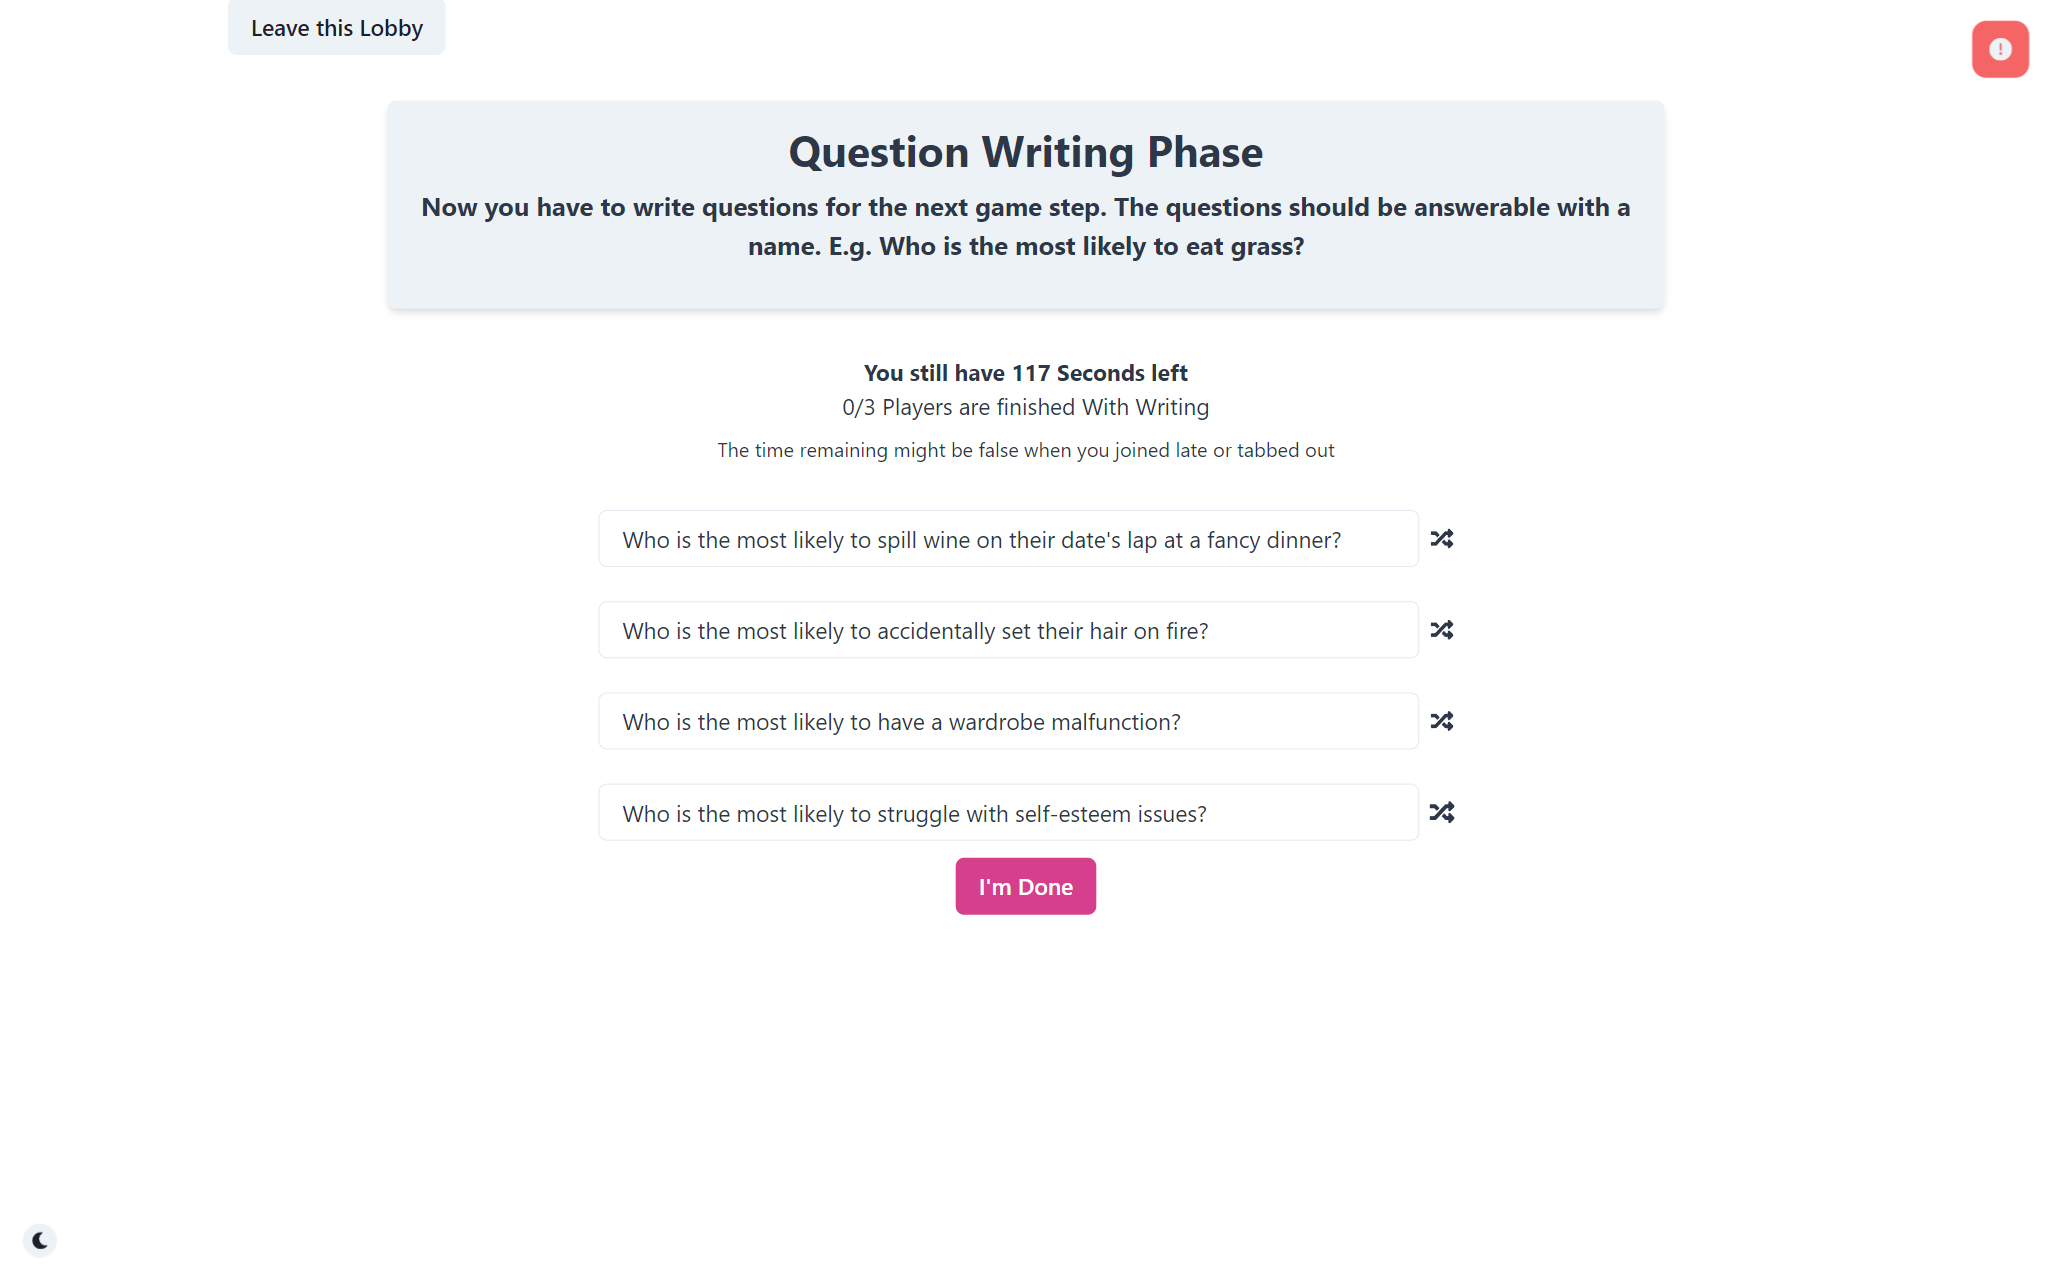 Leave this Lobby
Question Writing Phase
Now you have to write questions for the next game step. The questions should be answerable with a
name. E.g. Who is the most likely to eat grass?
You still have 117 Seconds left
0/3 Players are finished With Writing
The time remaining might be false when you joined late or tabbed out
Who is the most likely to spill wine on their date's lap at a fancy dinner?
Who is the most likely to accidentally set their hair on fire?
Who is the most likely to have a wardrobe malfunction?
Who is the most likely to struggle with self-esteem issues?
I'm Done